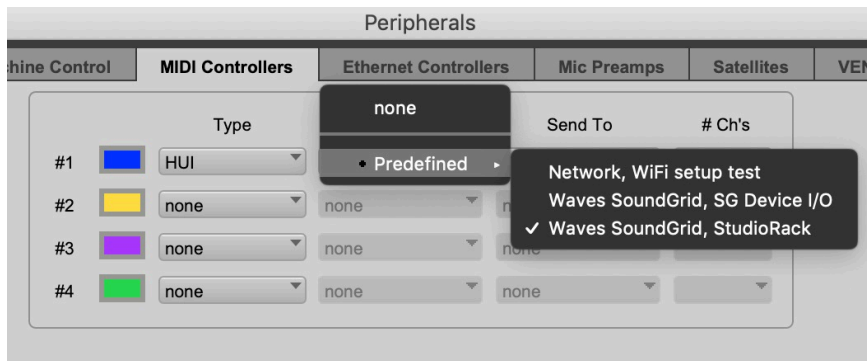 Peripherals
hine Control MIDI Controllers Ethernet Controllers Mic Preamps Satellites VEN
Type none Send To # Ch's
#1 HUI Predefined
Network, WiFi setup test
Waves SoundGrid, SG Device I/O
Waves SoundGrid, StudioRack
#2 none none
#3 none none none
#4 none none none